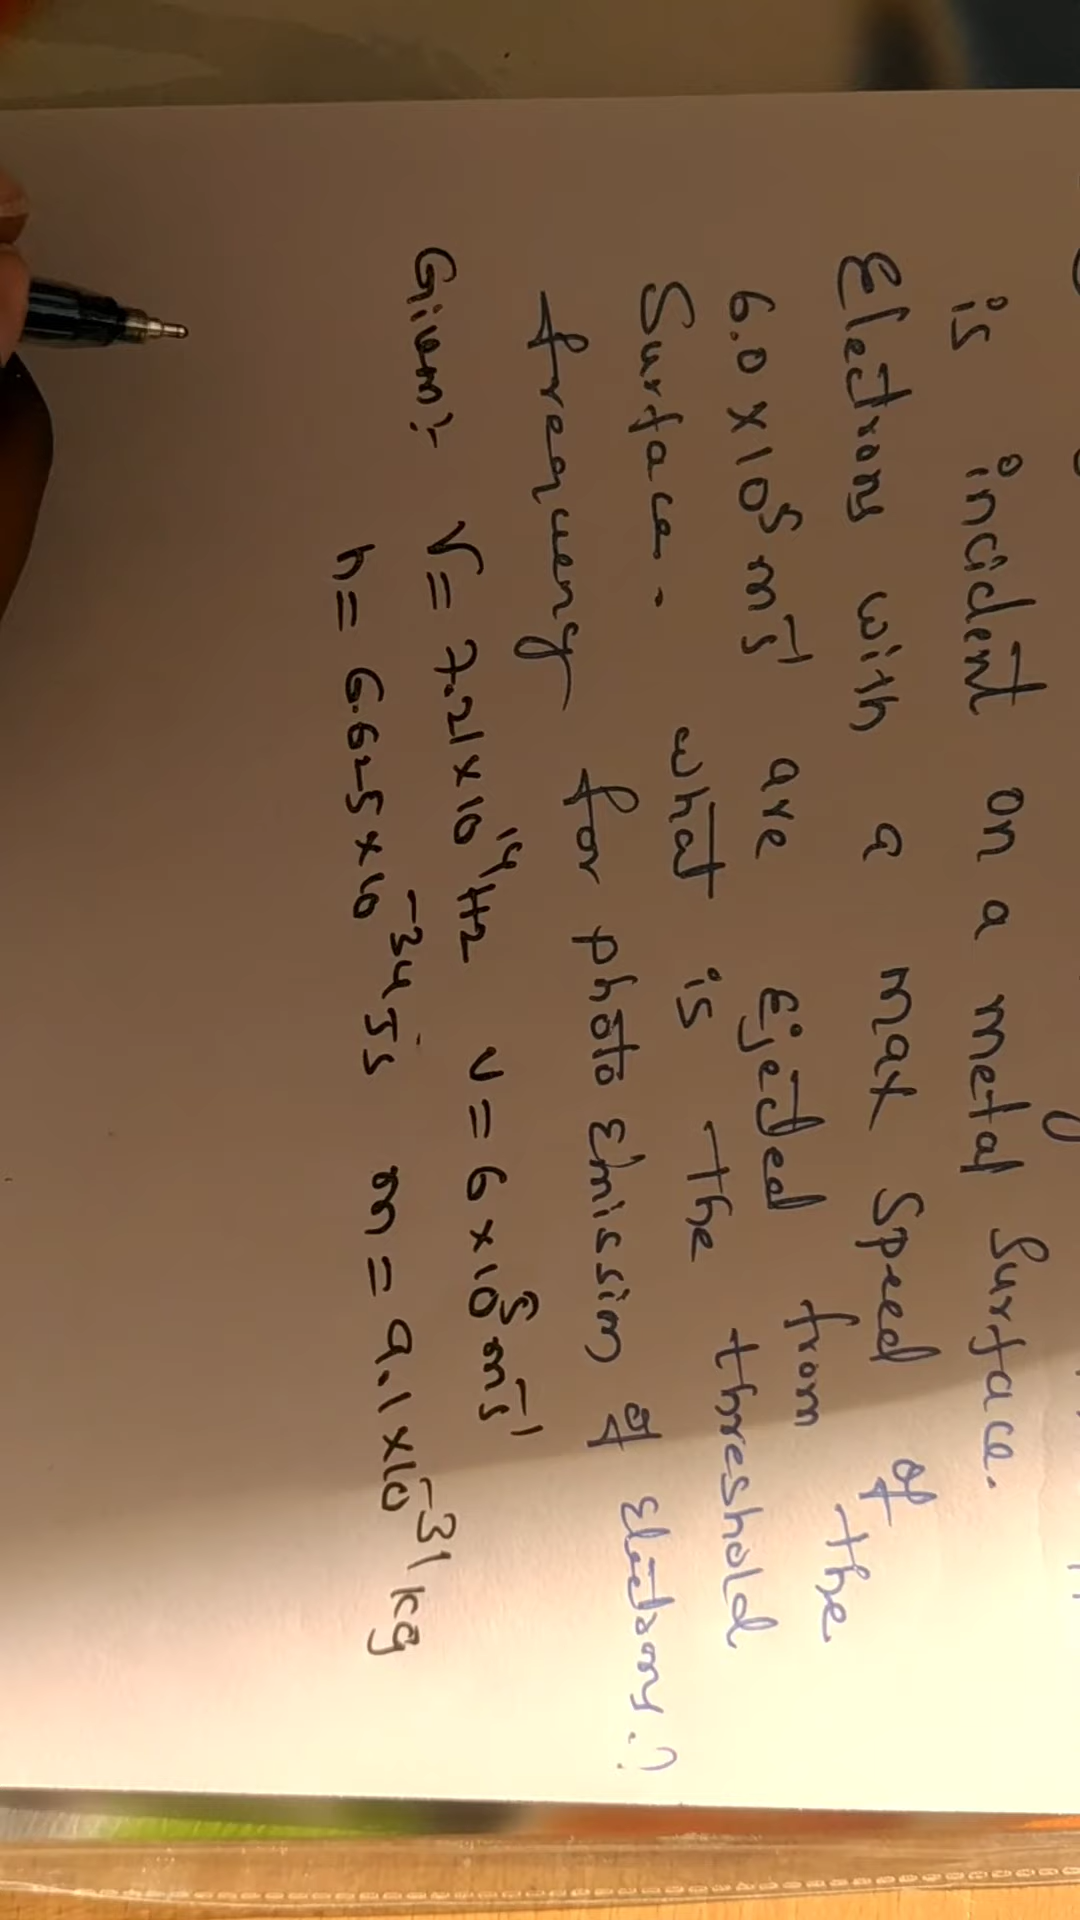 is incident on a metal surface.
Electrons with a max speed of
6.0 x 10⁵ ms⁻¹ are ejected from the
Surface. what is the threshold
frequency for photo Emission of Electrons?
Given:- ν = 7.21 x 10¹⁴ Hz v = 6 x 10⁵ ms⁻¹
h = 6.625 x 10⁻³⁴ Js m = 9.1 x 10⁻³¹ kg